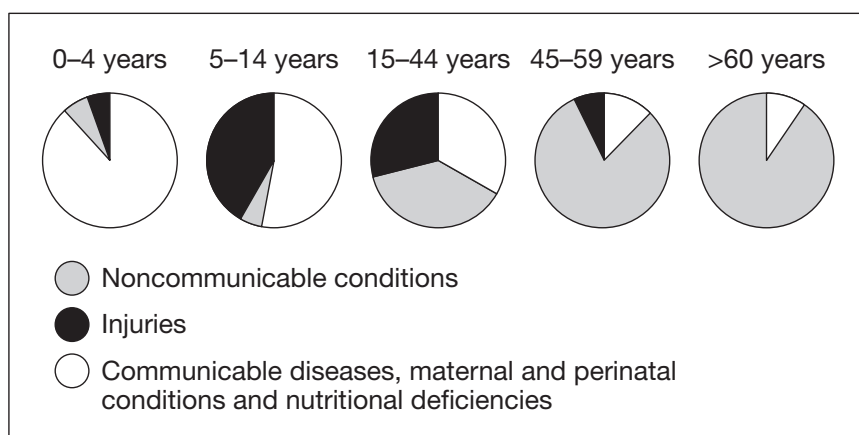 0–4 years 5–14 years 15–44 years 45–59 years >60 years
Noncommunicable conditions
Injuries
Communicable diseases, maternal and perinatal
conditions and nutritional deficiencies